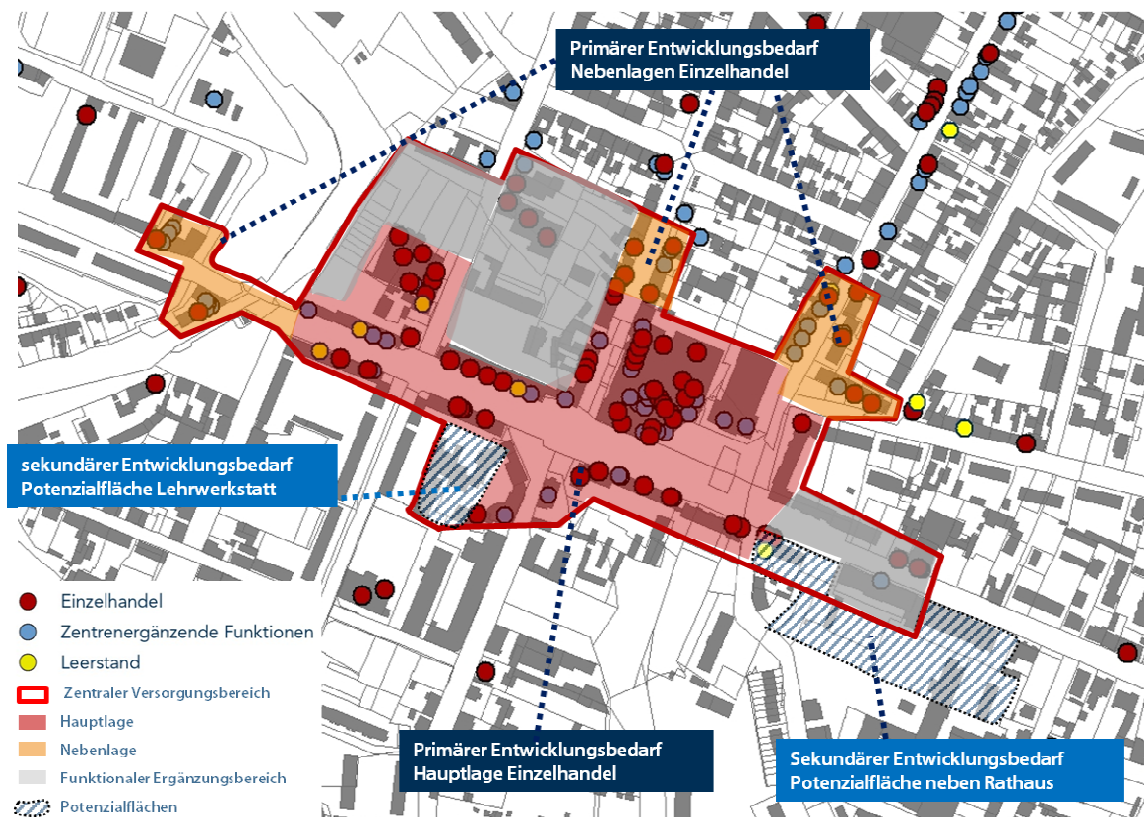 Primärer Entwicklungsbedarf
Nebenlagen Einzelhandel
sekundärer Entwicklungsbedarf
Potenzialfläche Lehrwerkstatt
Einzelhandel
Zentrenergänzende Funktionen
Leerstand
Zentraler Versorgungsbereich
Hauptlage
Nebenlage
Funktionaler Ergänzungsbereich
Potenzialflächen
Primärer Entwicklungsbedarf
Hauptlage Einzelhandel
Sekundärer Entwicklungsbedarf
Potenzialfläche neben Rathaus